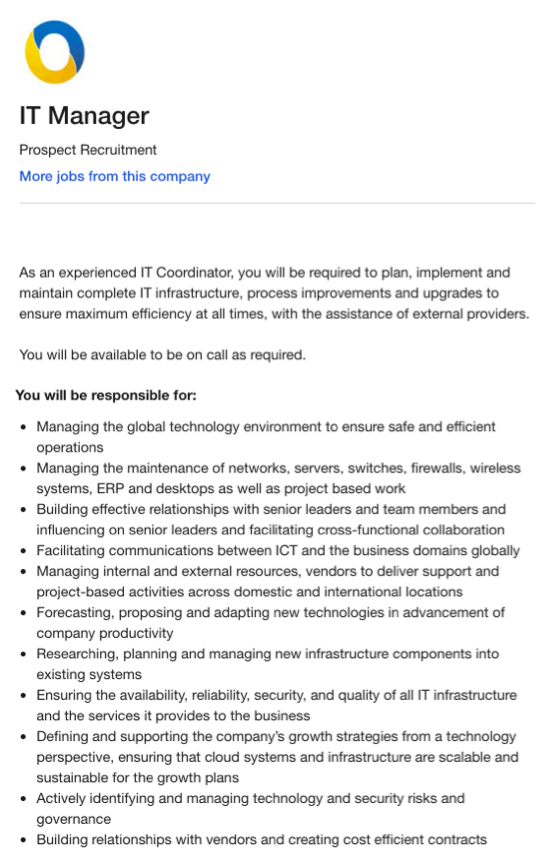 IT Manager
Prospect Recruitment
More jobs from this company
As an experienced IT Coordinator, you will be required to plan, implement and
maintain complete IT infrastructure, process improvements and upgrades to
ensure maximum efficiency at all times, with the assistance of external providers.
You will be available to be on call as required.
You will be responsible for:
• Managing the global technology environment to ensure safe and efficient
operations
• Managing the maintenance of networks, servers, switches, firewalls, wireless
systems, ERP and desktops as well as project based work
• Building effective relationships with senior leaders and team members and
influencing on senior leaders and facilitating cross-functional collaboration
• Facilitating communications between ICT and the business domains globally
• Managing internal and external resources, vendors to deliver support and
project-based activities across domestic and international locations
• Forecasting, proposing and adapting new technologies in advancement of
company productivity
• Researching, planning and managing new infrastructure components into
existing systems
• Ensuring the availability, reliability, security, and quality of all IT infrastructure
and the services it provides to the business
• Defining and supporting the company's growth strategies from a technology
perspective, ensuring that cloud systems and infrastructure are scalable and
sustainable for the growth plans
• Actively identifying and managing technology and security risks and
governance
• Building relationships with vendors and creating cost efficient contracts